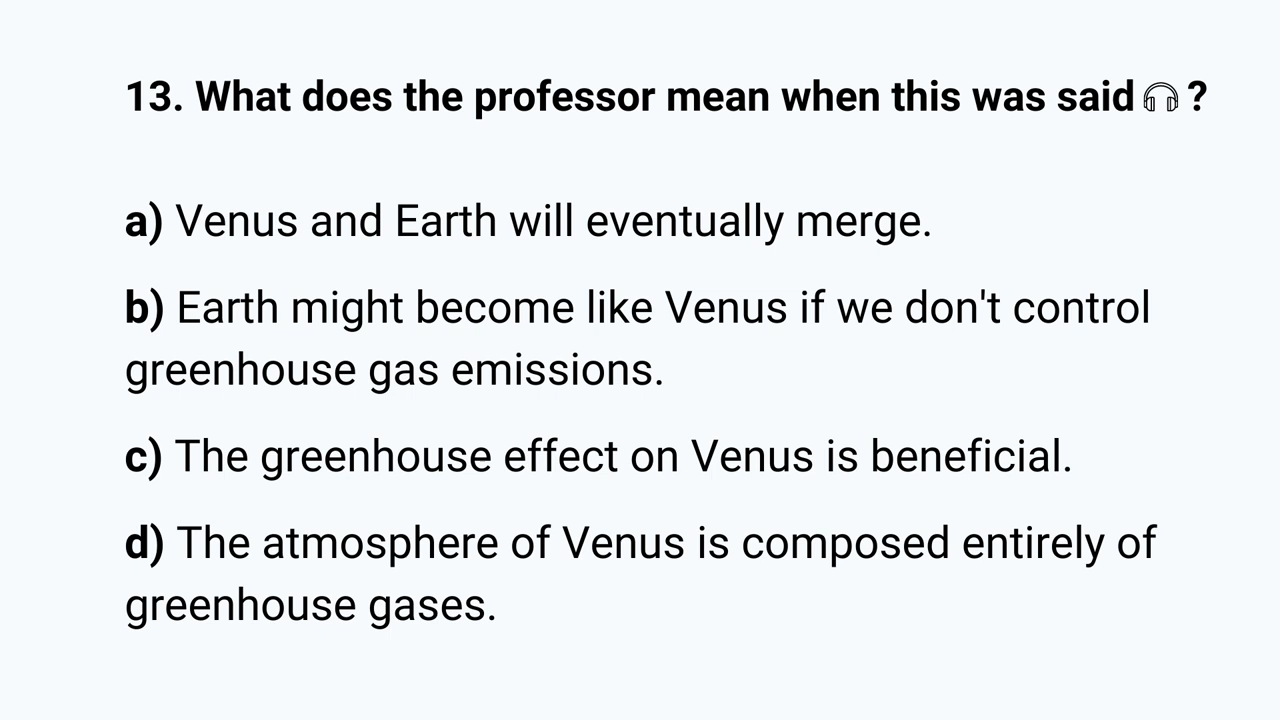 13. What does the professor mean when this was said 🎧 ?
a) Venus and Earth will eventually merge.
b) Earth might become like Venus if we don't control
greenhouse gas emissions.
c) The greenhouse effect on Venus is beneficial.
d) The atmosphere of Venus is composed entirely of
greenhouse gases.